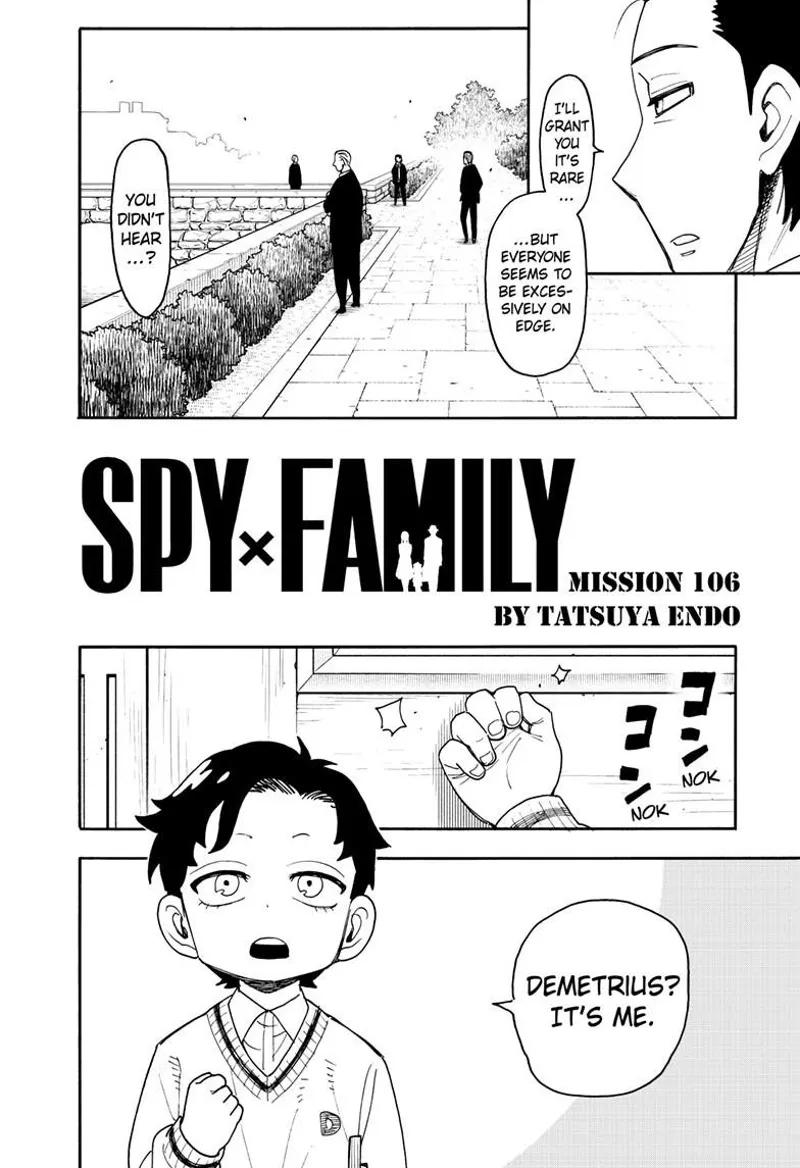 I'LL
GRANT
YOU IT'S
RARE
...
...BUT
EVERYONE
SEEMS TO
BE EXCES-
SIVELY ON
EDGE.
YOU
DIDN'T
HEAR
...?
SPY×FAMILY
MISSION 106
BY TATSUYA ENDO
コン
NOK
コン
NOK
DEMETRIUS?
IT'S ME.
D